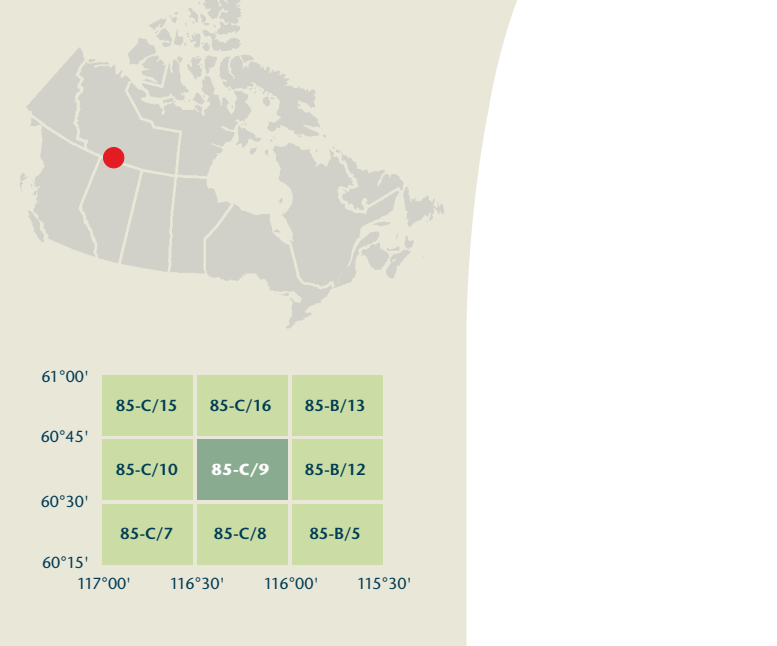 61°00'
85-C/15 85-C/16 85-B/13
60°45'
85-C/10 85-C/9 85-B/12
60°30'
85-C/7 85-C/8 85-B/5
60°15'
117°00' 116°30' 116°00' 115°30'